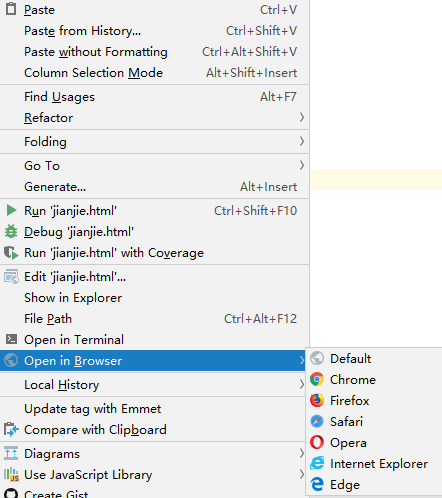 Paste Ctrl+V
Paste from History... Ctrl+Shift+V
Paste without Formatting Ctrl+Alt+Shift+V
Column Selection Mode Alt+Shift+Insert
Find Usages Alt+F7
Refactor
Folding
Go To
Generate... Alt+Insert
Run 'jianjie.html' Ctrl+Shift+F10
Debug 'jianjie.html'
Run 'jianjie.html' with Coverage
Edit 'jianjie.html'...
Show in Explorer
File Path Ctrl+Alt+F12
Open in Terminal
Open in Browser
Local History
Update tag with Emmet
Compare with Clipboard
Diagrams
Use JavaScript Library
Create Gist
Default
Chrome
Firefox
Safari
Opera
Internet Explorer
Edge